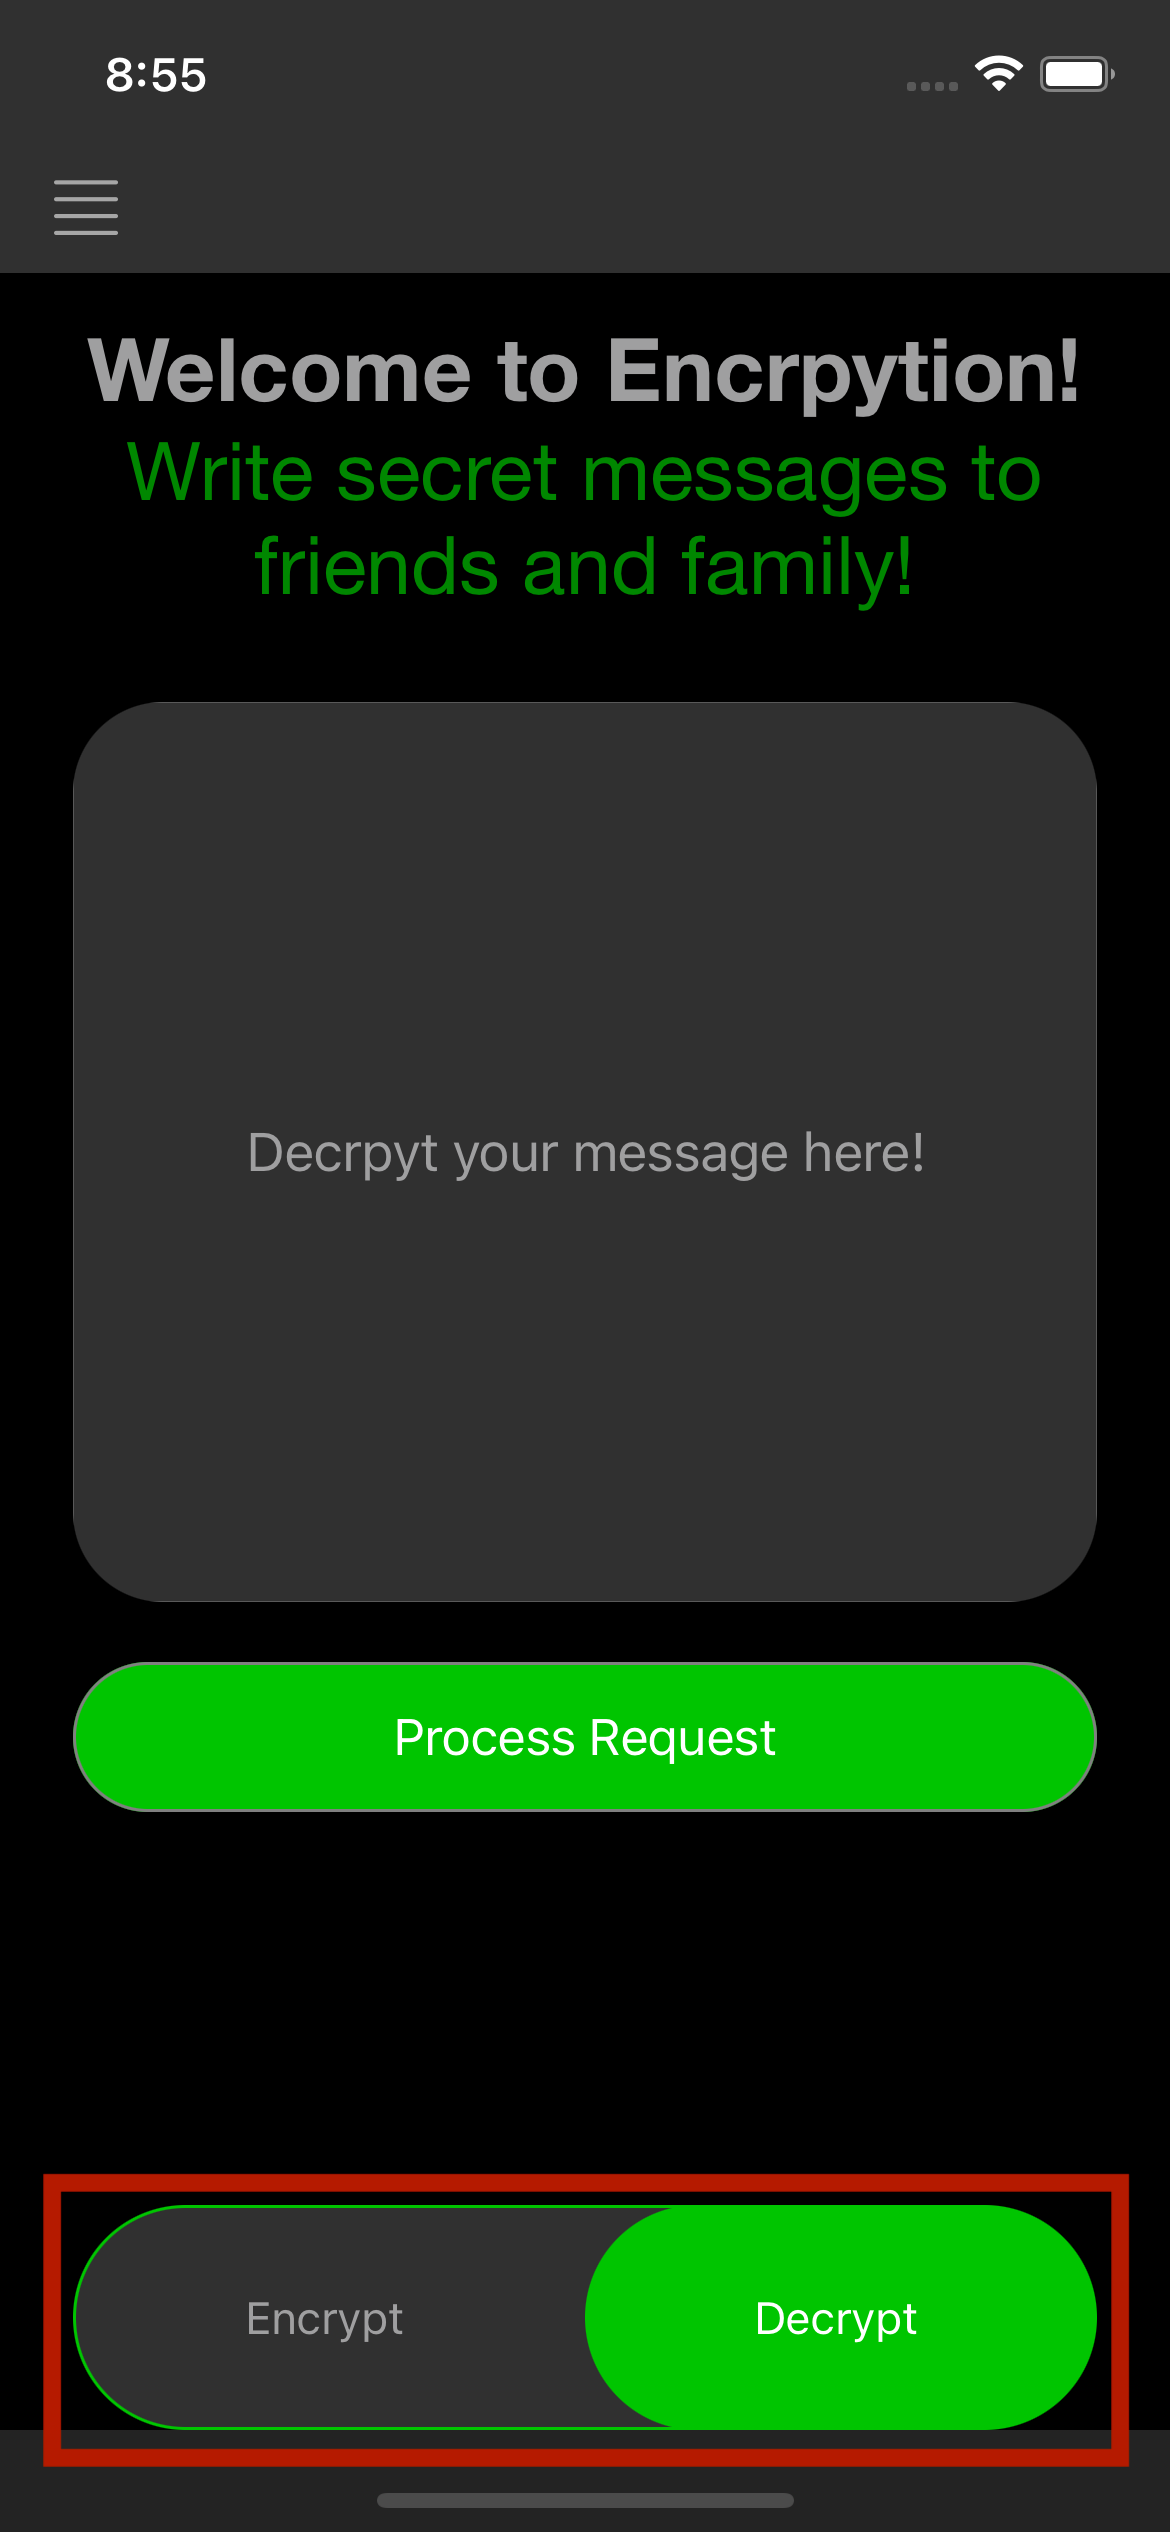 8:55
Welcome to Encrpytion!
Write secret messages to
friends and family!
Decrpyt your message here!
Process Request
Encrypt
Decrypt